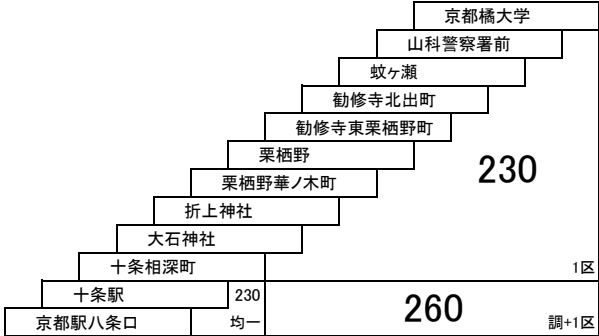 京都橘大学
山科警察署前
蚊ヶ瀬
勧修寺北出町
勧修寺東栗栖野町
栗栖野
230
栗栖野華ノ木町
折上神社
大石神社
十条相深町
1区
十条駅
230
260
京都駅八条口
均一
調+1区